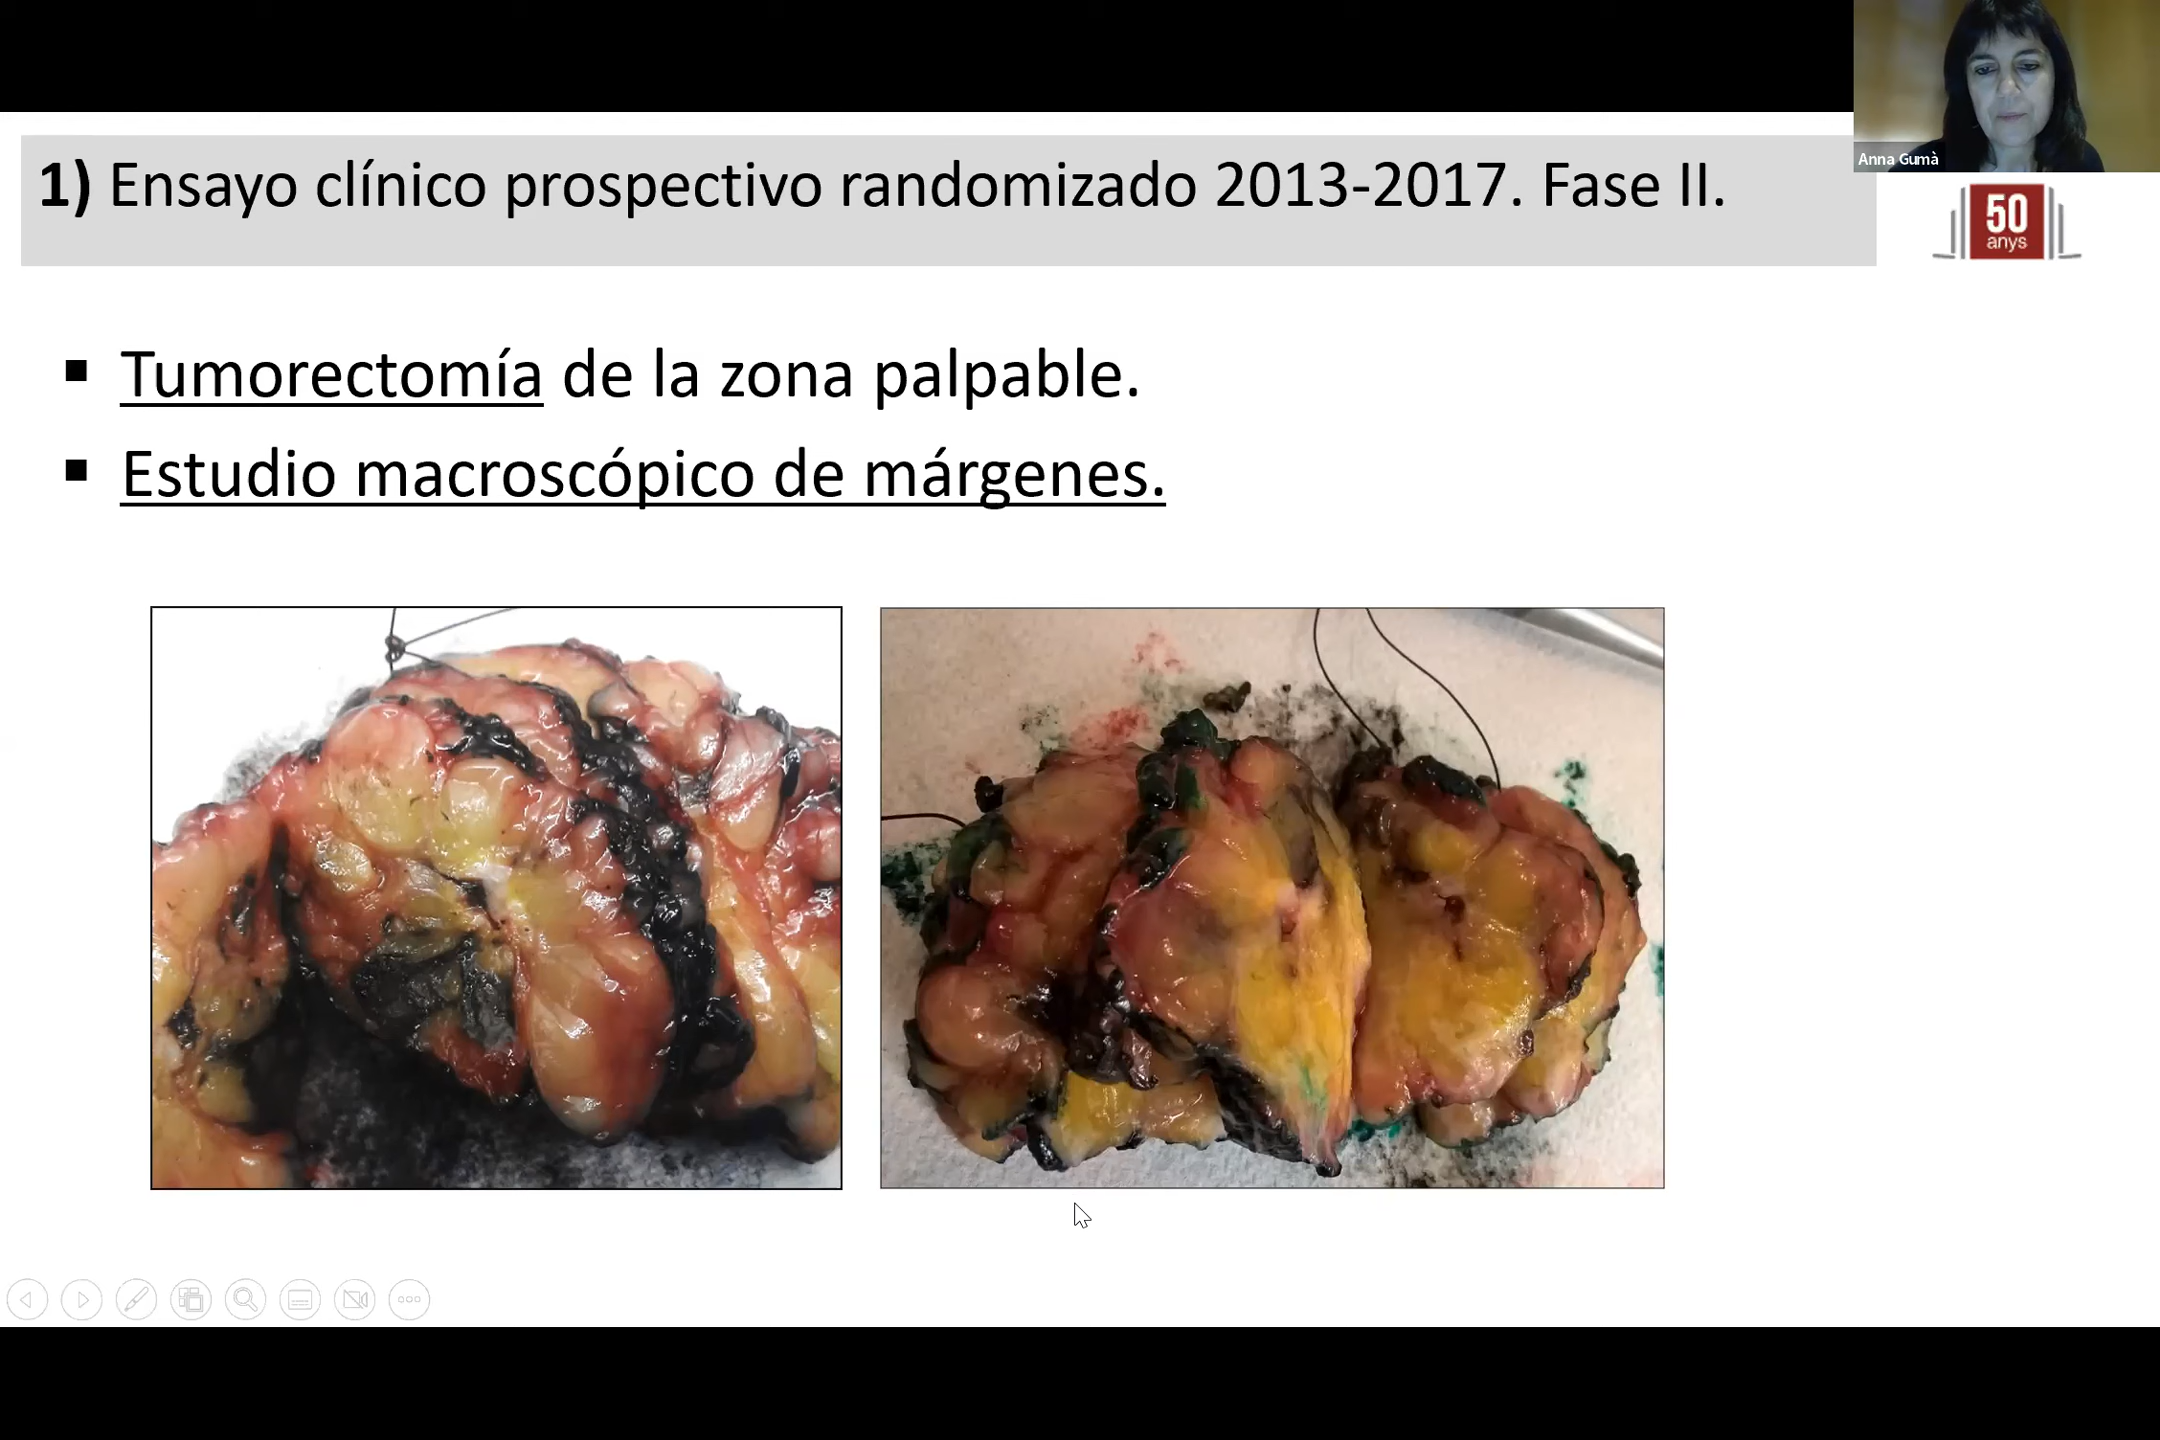 Anna Gumà
1) Ensayo clínico prospectivo randomizado 2013-2017. Fase II.
50
anys
▪ Tumorectomía de la zona palpable.
▪ Estudio macroscópico de márgenes.